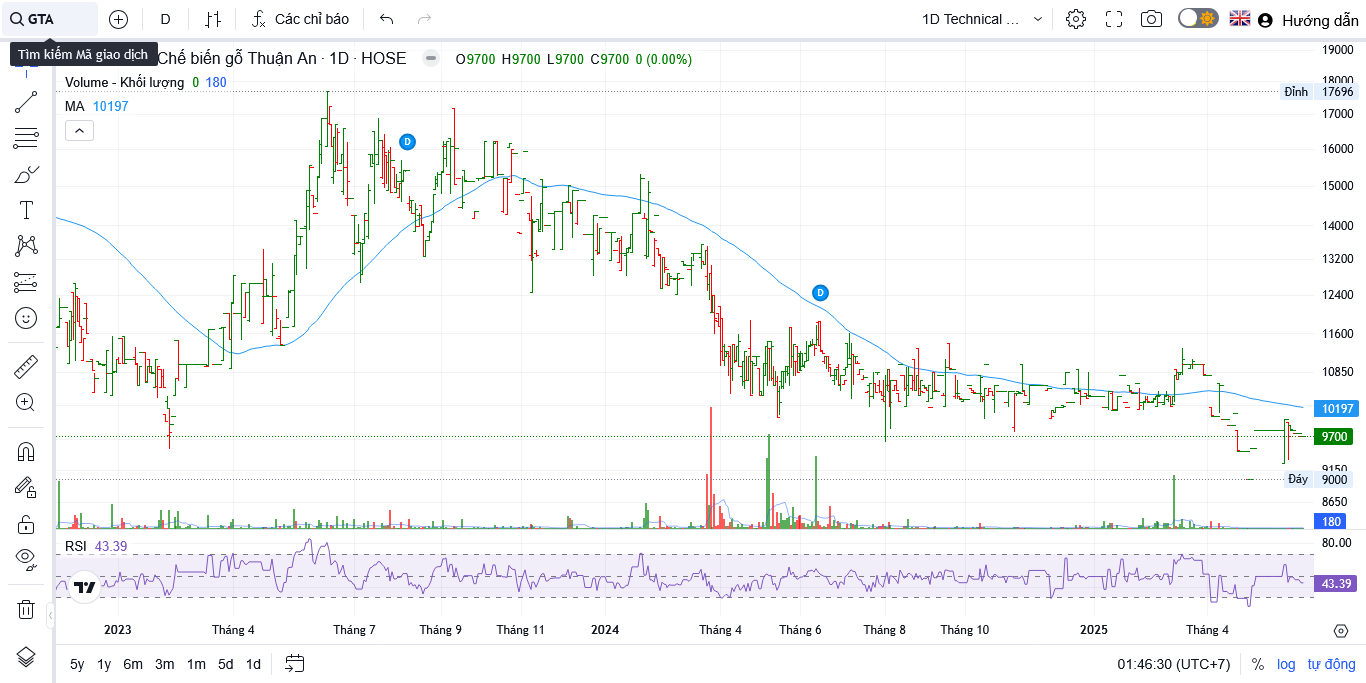 GTA
D
Các chỉ báo
1D Technical ...
Hướng dẫn
Tìm kiếm Mã giao dịch
Chế biến gỗ Thuận An · 1D · HOSE
O9700 H9700 L9700 C9700 0 (0.00%)
Volume - Khối lượng 0 180
MA 10197
D
D
19000
18000
Đỉnh 17696
17000
16000
15000
14000
13200
12400
11600
10850
10197
9700
9150
Đáy 9000
8650
180
RSI 43.39
80.00
43.39
2023
Tháng 4
Tháng 7
Tháng 9
Tháng 11
2024
Tháng 4
Tháng 6
Tháng 8
Tháng 10
2025
Tháng 4
5y 1y 6m 3m 1m 5d 1d
01:46:30 (UTC+7)
% log tự động